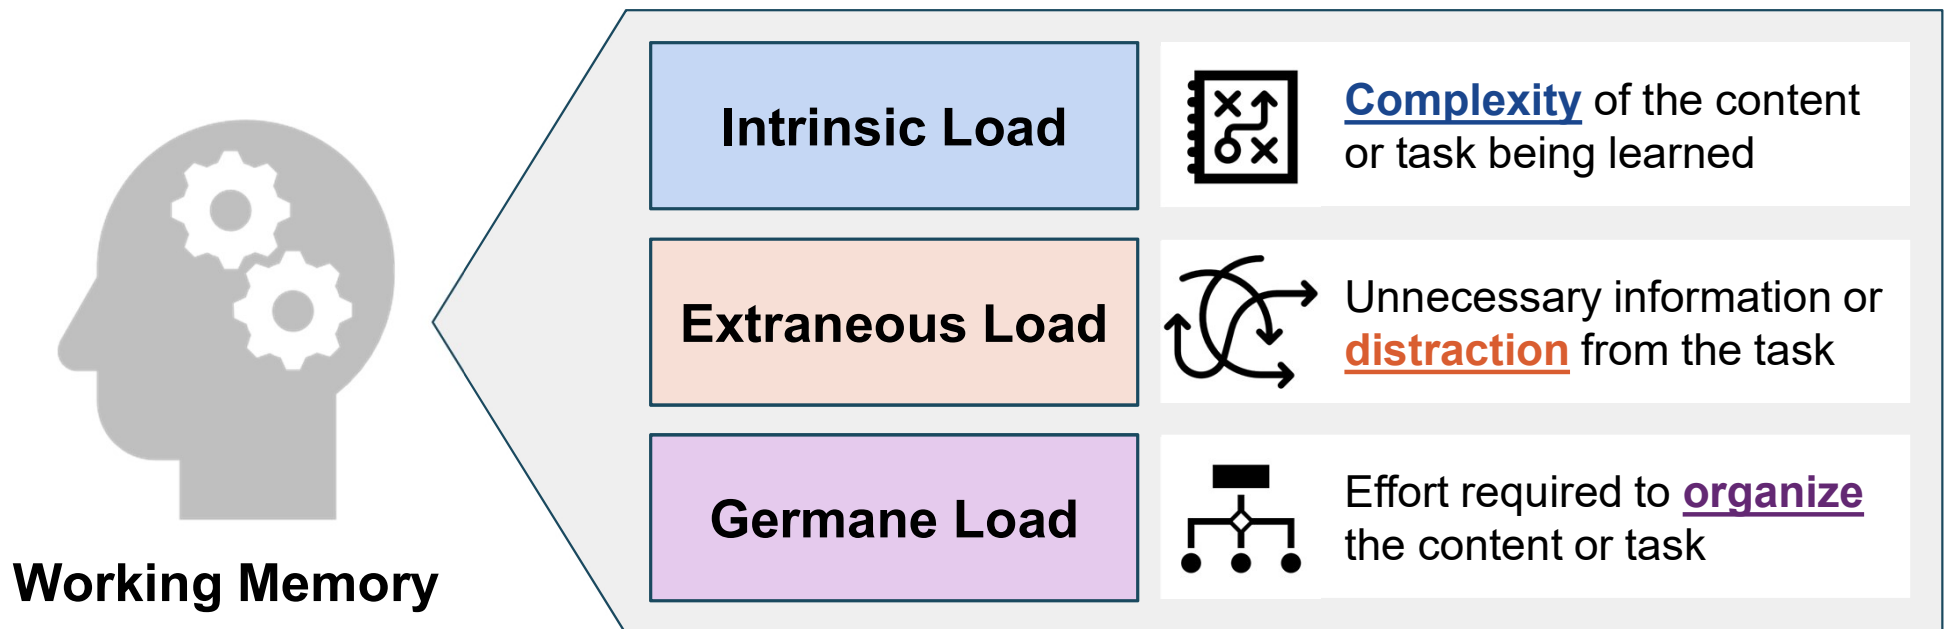 Intrinsic Load
Complexity of the content
or task being learned
Extraneous Load
Unnecessary information or
distraction from the task
Germane Load
Effort required to organize
the content or task
Working Memory